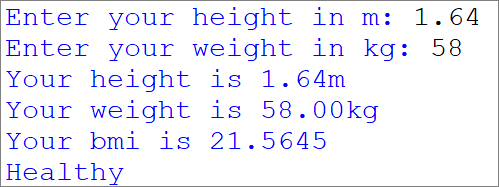 Enter your height in m: 1.64
Enter your weight in kg: 58
Your height is 1.64m
Your weight is 58.00kg
Your bmi is 21.5645
Healthy